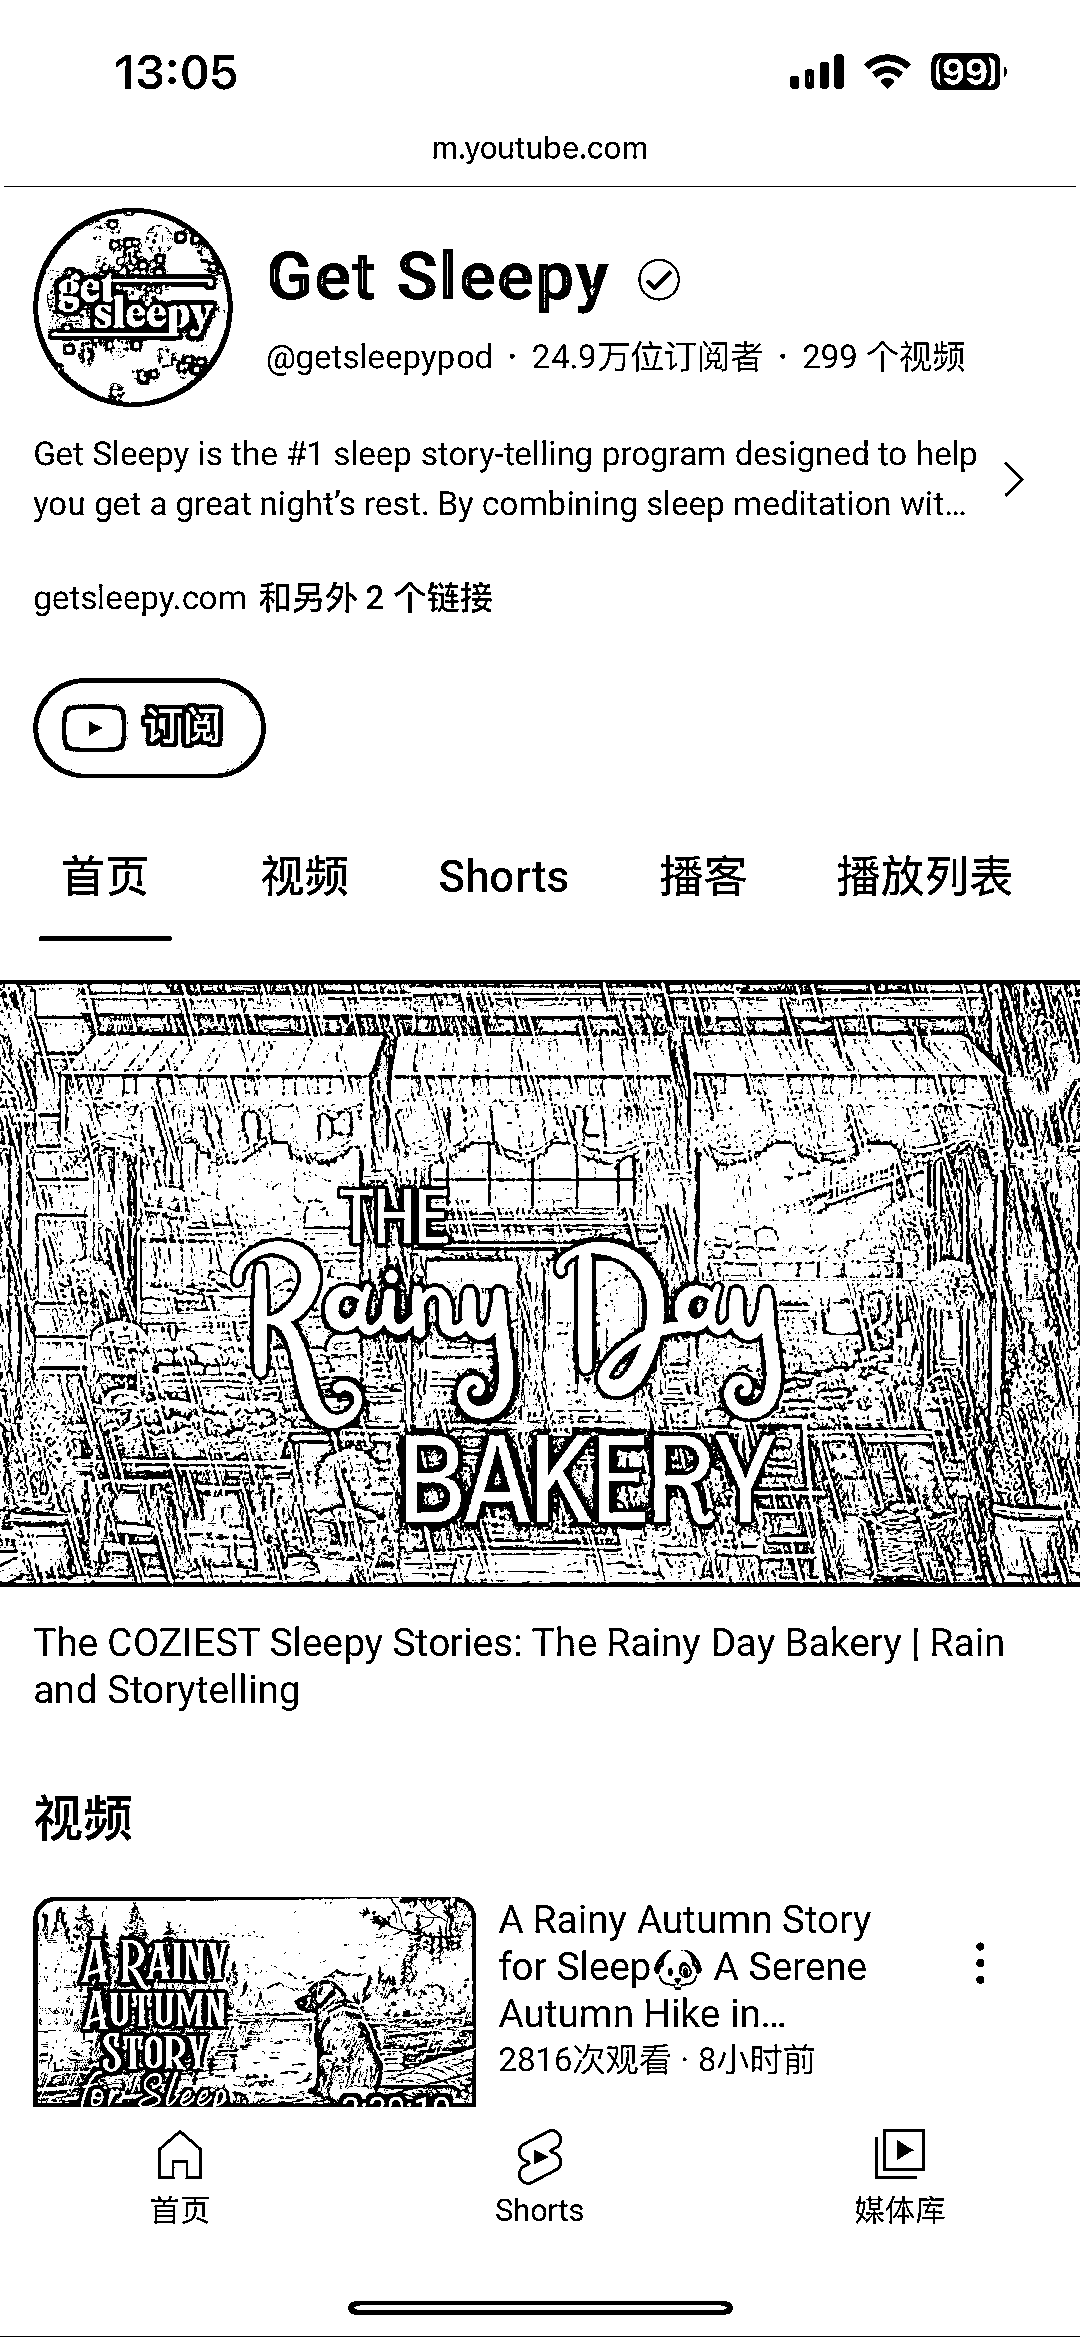 13:05
99
m.youtube.com
get
sleepy
Get Sleepy
@getsleepypod · 24.9万位订阅者 · 299 个视频
Get Sleepy is the #1 sleep story-telling program designed to help
you get a great night’s rest. By combining sleep meditation wit...
getsleepy.com 和另外 2 个链接
订阅
首页 视频 Shorts 播客 播放列表
THE
Rainy Day
BAKERY
The COZIEST Sleepy Stories: The Rainy Day Bakery | Rain
and Storytelling
视频
A RAINY
AUTUMN
STORY
for Sleep
A Rainy Autumn Story
for Sleep🐶 A Serene
Autumn Hike in...
2816次观看 · 8小时前
首页 Shorts 媒体库